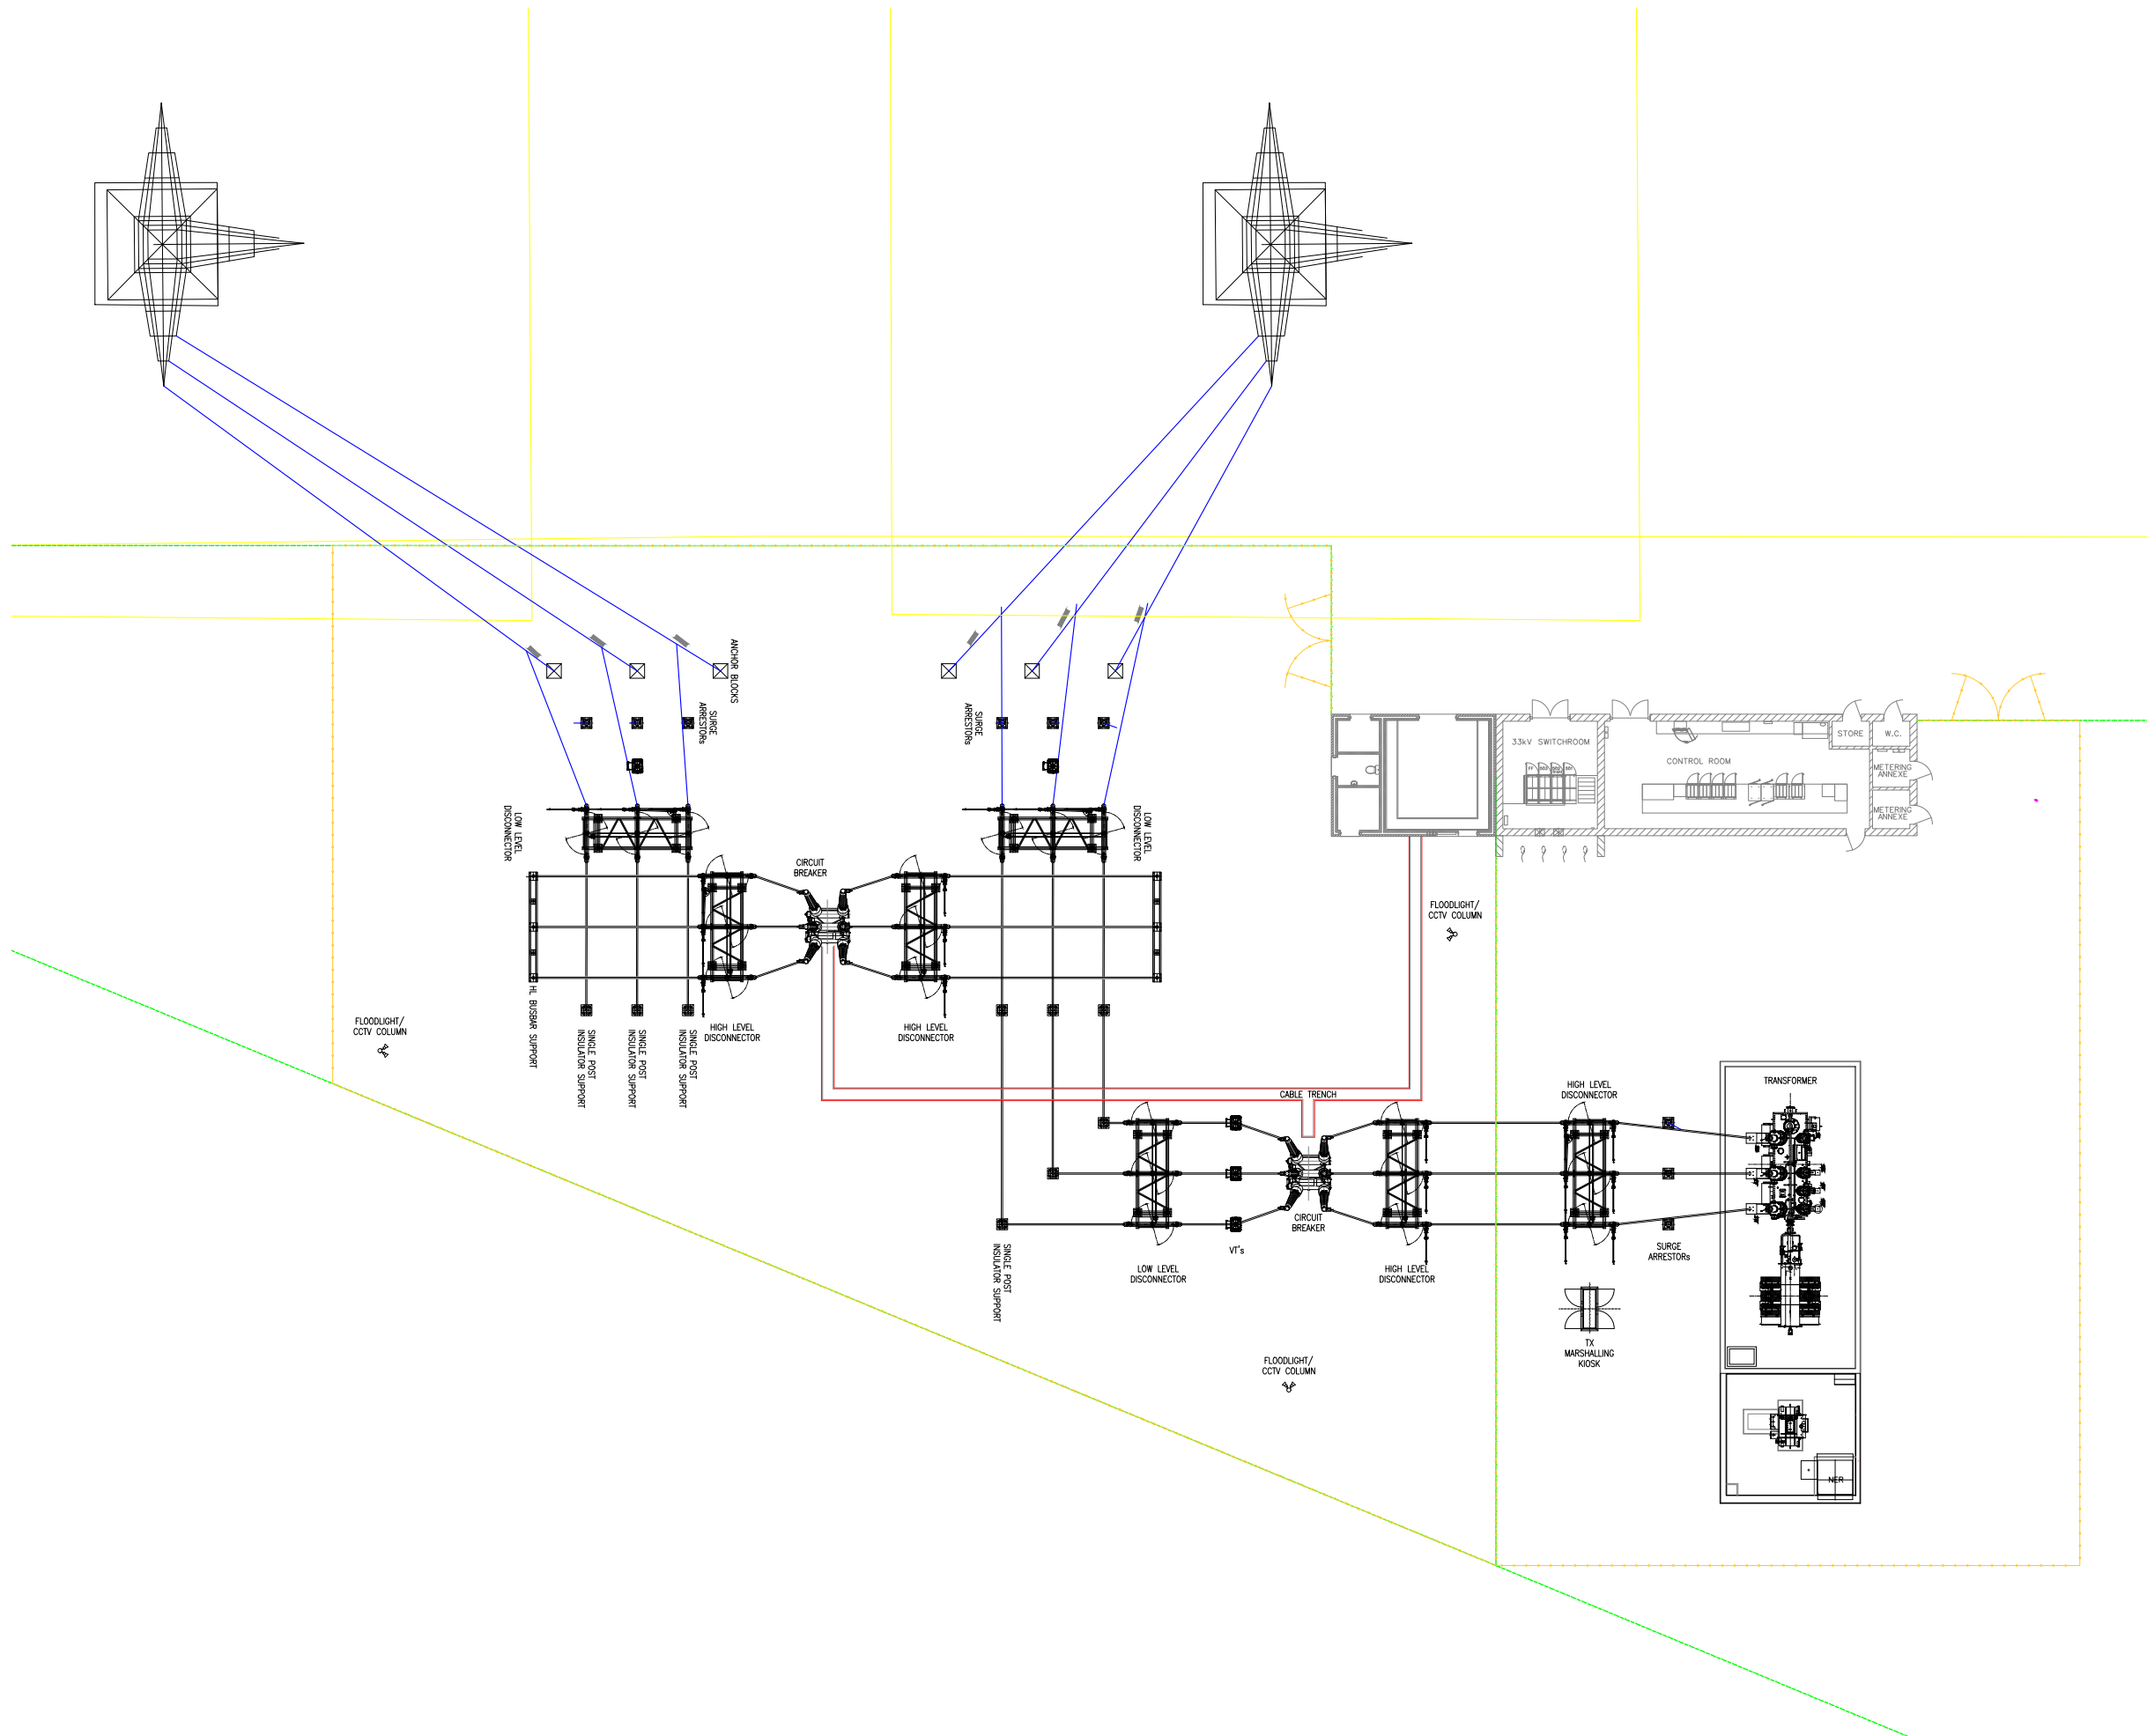 ANCHOR BLOCKS
SURGE
ARRESTORs
SURGE
ARRESTORs
33kV SWITCHROOM
CONTROL ROOM
STORE
W.C.
METERING
ANNEXE
METERING
ANNEXE
LOW LEVEL
DISCONNECTOR
LOW LEVEL
DISCONNECTOR
CIRCUIT
BREAKER
FLOODLIGHT/
CCTV COLUMN
FLOODLIGHT/
CCTV COLUMN
HL BUSBAR SUPPORT
SINGLE POST
INSULATOR SUPPORT
SINGLE POST
INSULATOR SUPPORT
SINGLE POST
INSULATOR SUPPORT
HIGH LEVEL
DISCONNECTOR
HIGH LEVEL
DISCONNECTOR
CABLE TRENCH
HIGH LEVEL
DISCONNECTOR
TRANSFORMER
SINGLE POST
INSULATOR SUPPORT
LOW LEVEL
DISCONNECTOR
VT's
CIRCUIT
BREAKER
HIGH LEVEL
DISCONNECTOR
SURGE
ARRESTORs
TX
MARSHALLING
KIOSK
FLOODLIGHT/
CCTV COLUMN
NER